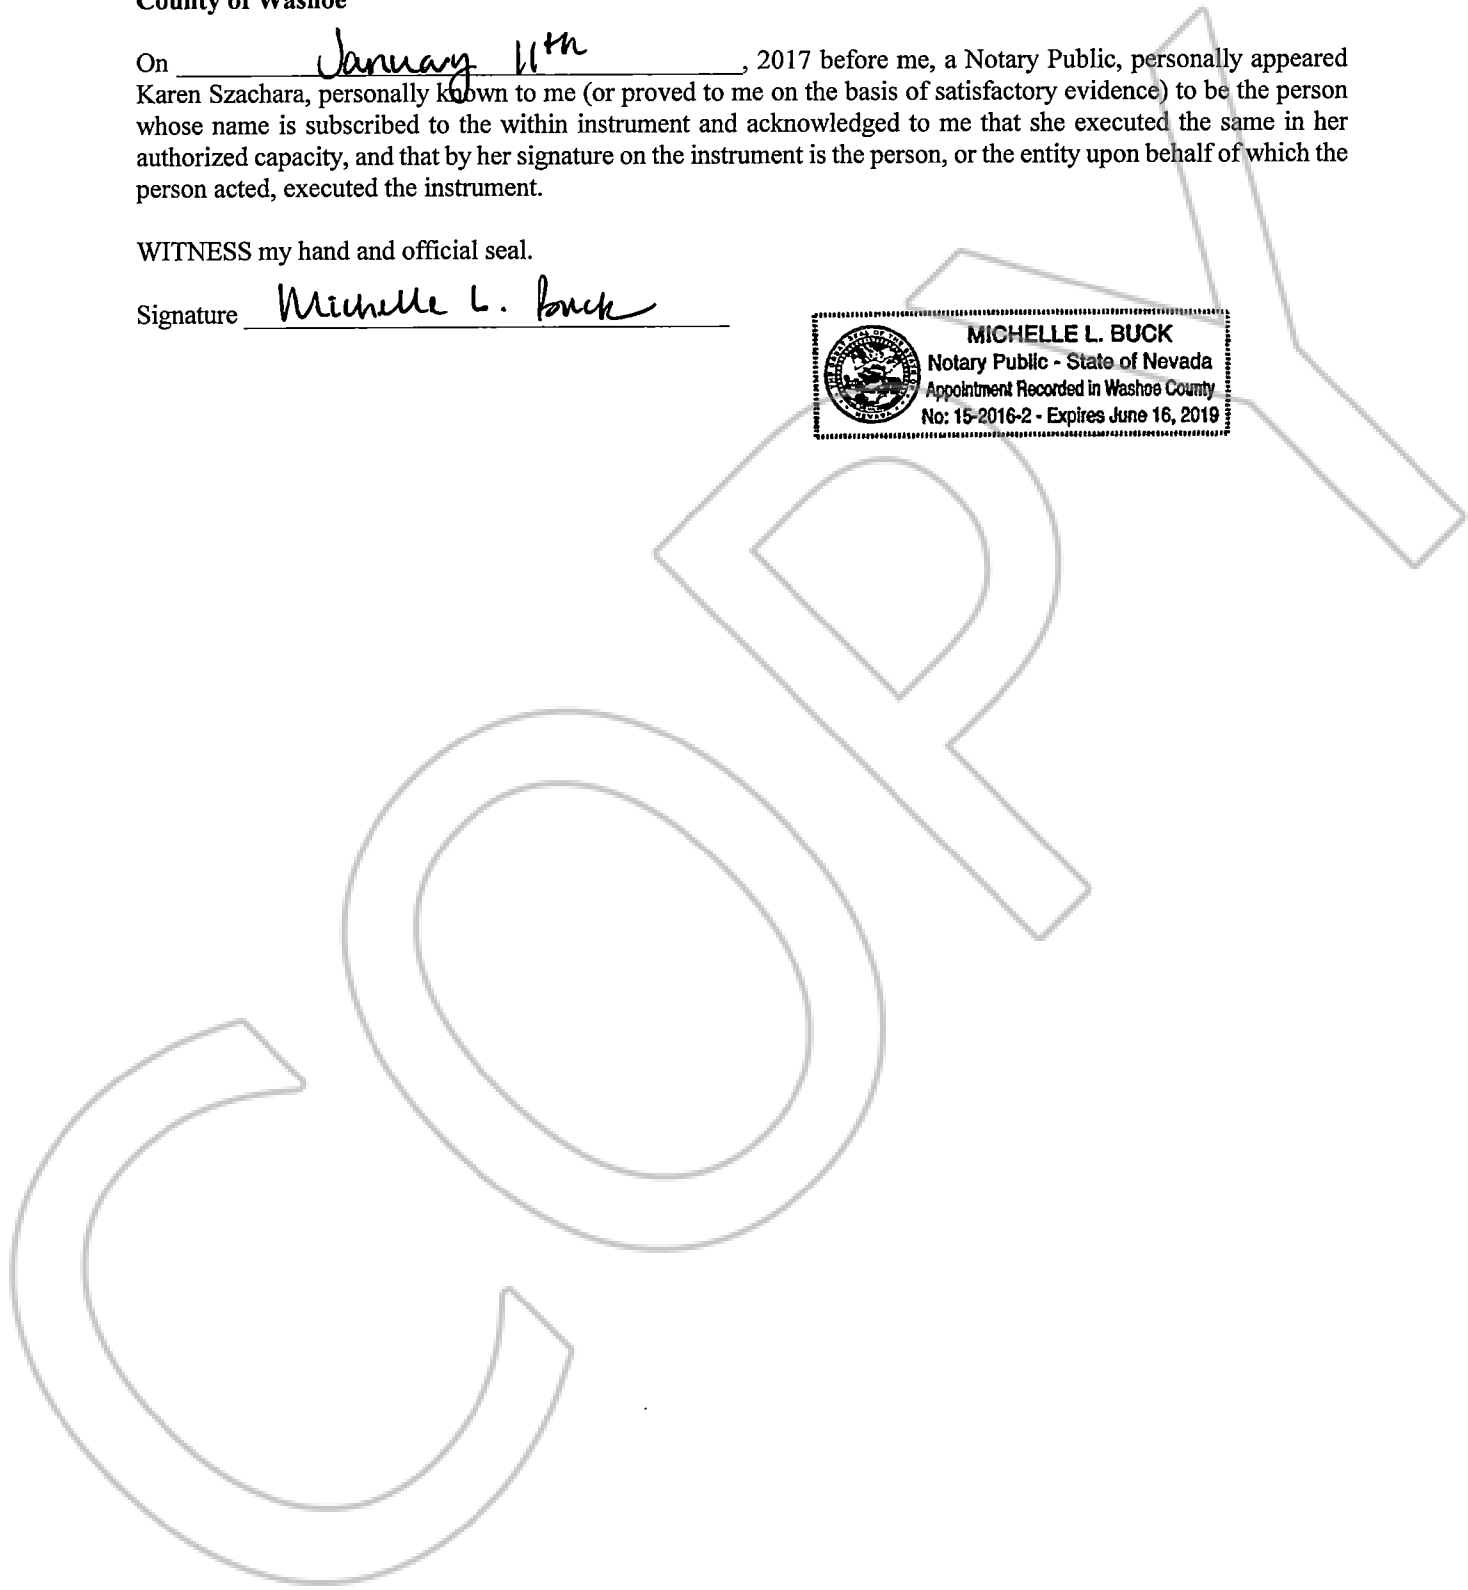 County of Washoe
On January 11th, 2017 before me, a Notary Public, personally appeared
Karen Szachara, personally known to me (or proved to me on the basis of satisfactory evidence) to be the person
whose name is subscribed to the within instrument and acknowledged to me that she executed the same in her
authorized capacity, and that by her signature on the instrument is the person, or the entity upon behalf of which the
person acted, executed the instrument.
WITNESS my hand and official seal.
Signature Michelle L. Buck
MICHELLE L. BUCK
Notary Public - State of Nevada
Appointment Recorded in Washoe County
No: 15-2016-2 - Expires June 16, 2019
COPY